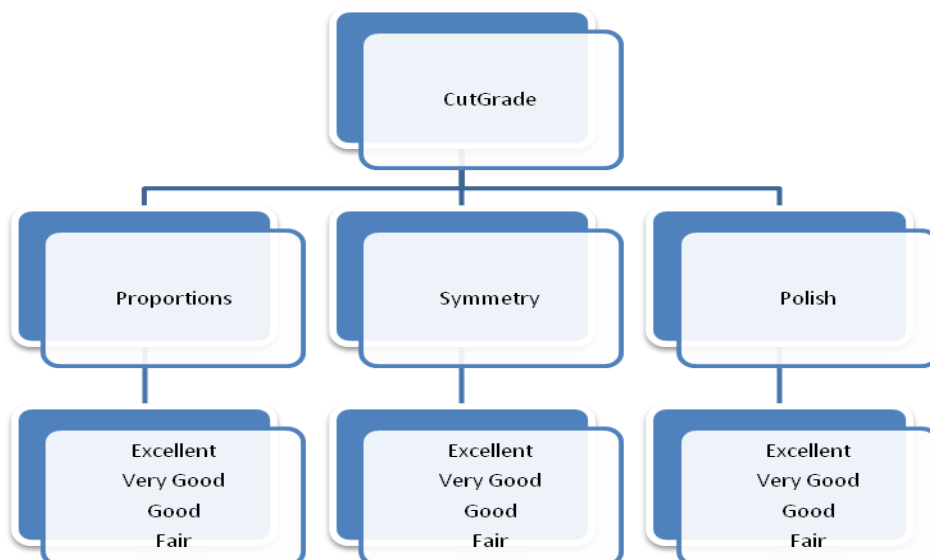 CutGrade
Proportions
Symmetry
Polish
Excellent
Very Good
Good
Fair
Excellent
Very Good
Good
Fair
Excellent
Very Good
Good
Fair